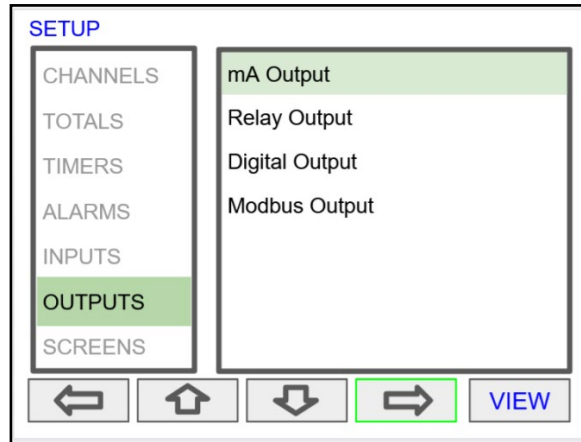 SETUP
CHANNELS
TOTALS
TIMERS
ALARMS
INPUTS
OUTPUTS
SCREENS
mA Output
Relay Output
Digital Output
Modbus Output
VIEW